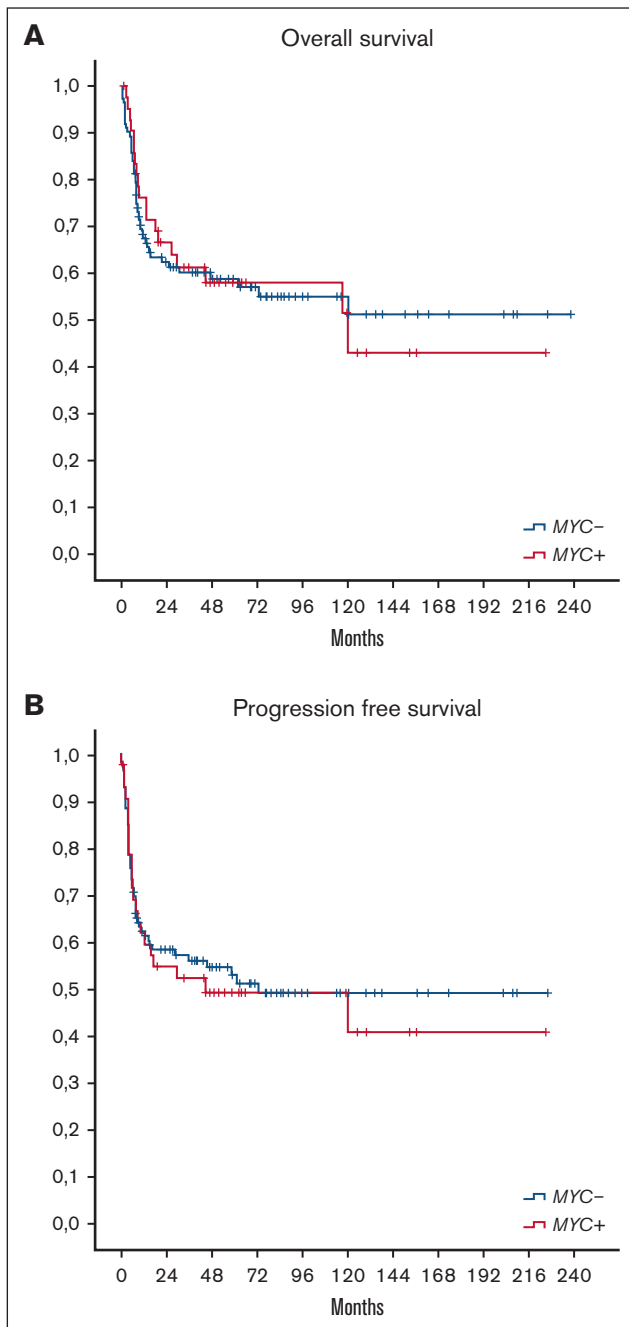 A
Overall survival
1,0
0,9
0,8
0,7
0,6
0,5
0,4
0,3
0,2
0,1
0,0
MYC–
MYC+
0 24 48 72 96 120 144 168 192 216 240
Months
B
Progression free survival
1,0
0,9
0,8
0,7
0,6
0,5
0,4
0,3
0,2
0,1
0,0
MYC–
MYC+
0 24 48 72 96 120 144 168 192 216 240
Months